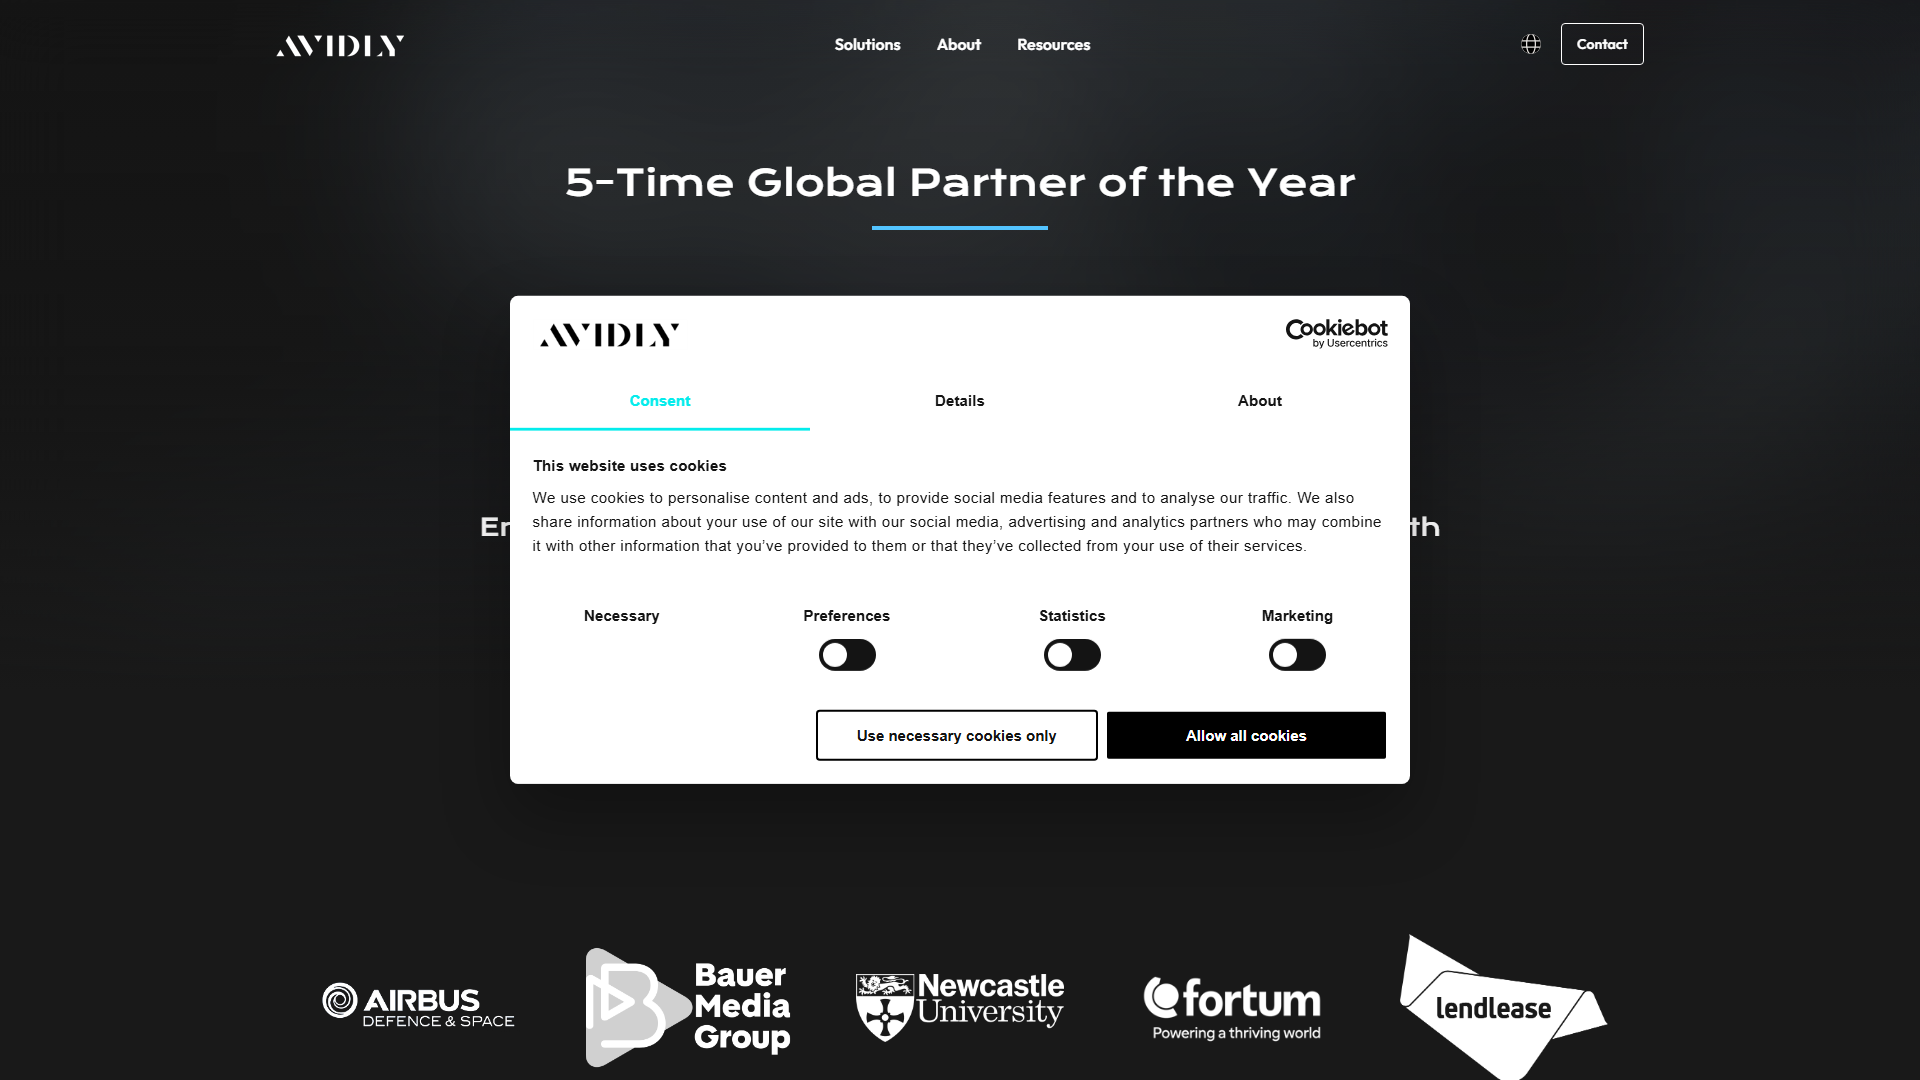 AVIDLY
Solutions
About
Resources
Contact
5-Time Global Partner of the Year
AVIDLY
Cookiebot
by Usercentrics
Consent
Details
About
This website uses cookies
We use cookies to personalise content and ads, to provide social media features and to analyse our traffic. We also
share information about your use of our site with our social media, advertising and analytics partners who may combine
it with other information that you’ve provided to them or that they’ve collected from your use of their services.
Necessary
Preferences
Statistics
Marketing
Use necessary cookies only
Allow all cookies
AIRBUS
DEFENCE & SPACE
Bauer
Media
Group
Newcastle
University
fortum
Powering a thriving world
lendlease